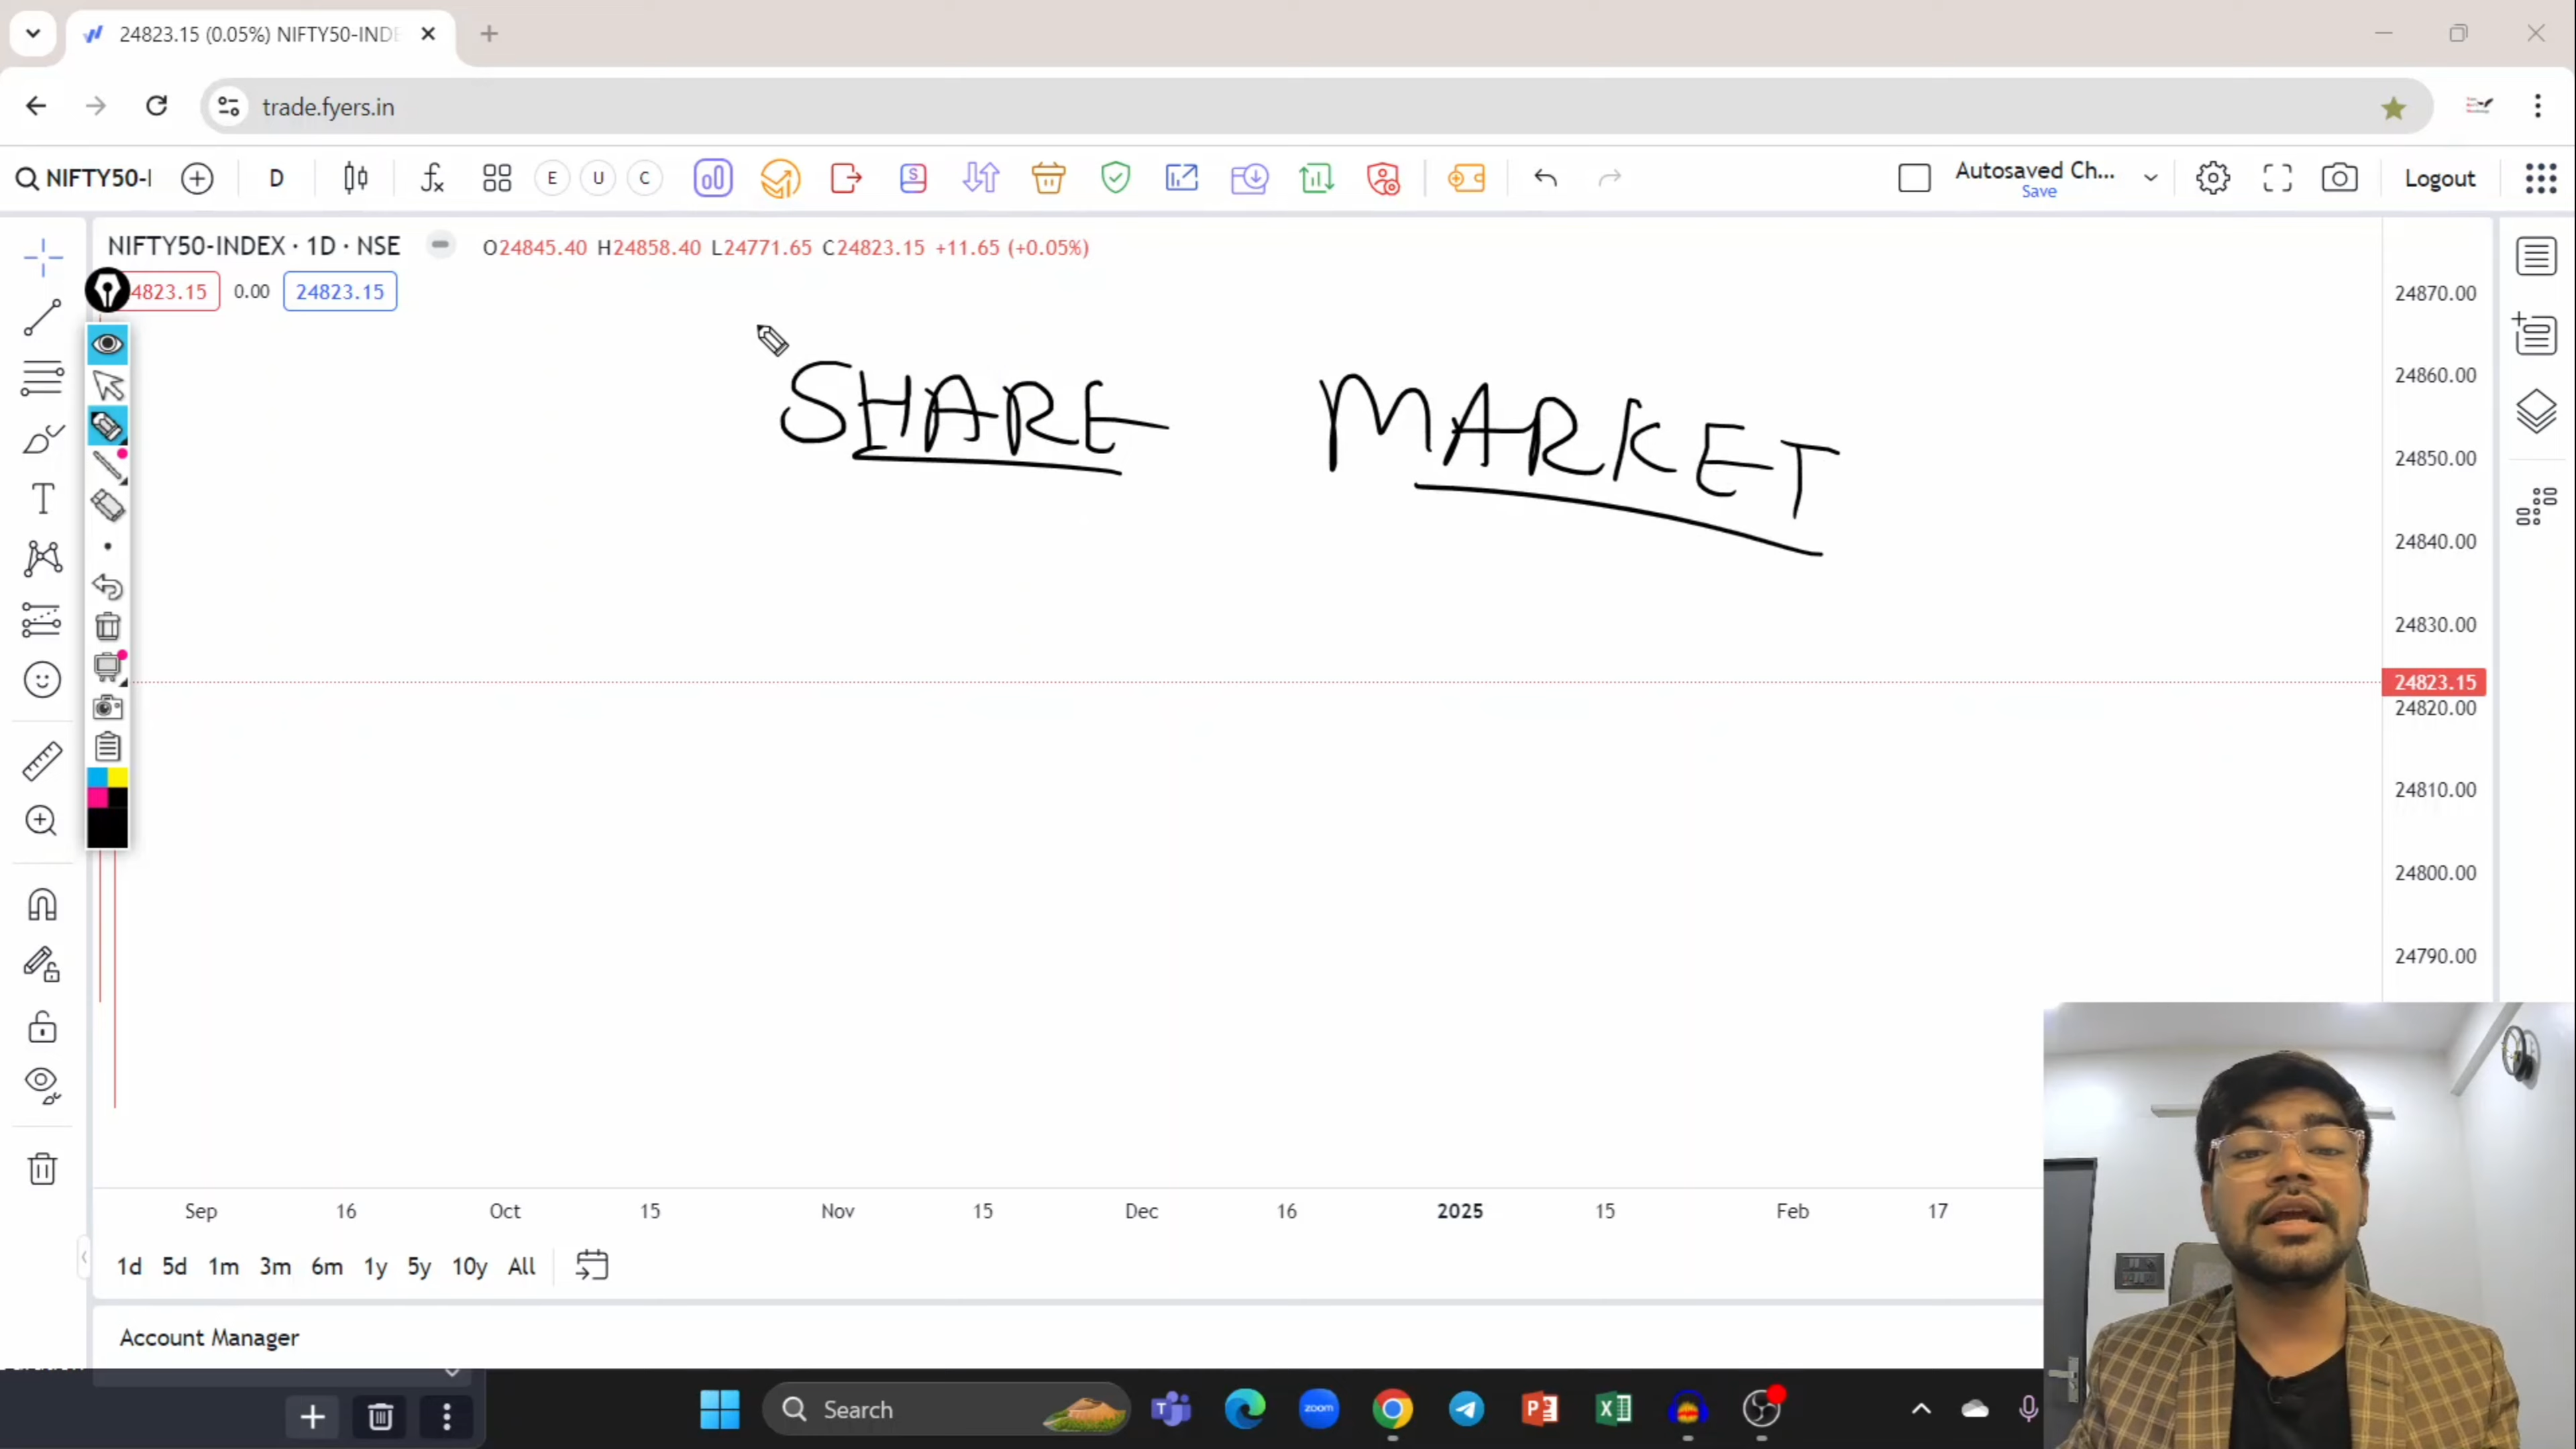 24823.15 (0.05%) NIFTY50-INDE
trade.fyers.in
NIFTY50-I D E U C S Autosaved Ch... Save Logout
NIFTY50-INDEX · 1D · NSE O24845.40 H24858.40 L24771.65 C24823.15 +11.65 (+0.05%)
4823.15 0.00 24823.15
24870.00
SHARE MARKET
24860.00
24850.00
24840.00
24830.00
24823.15
24820.00
24810.00
24800.00
24790.00
Sep 16 Oct 15 Nov 15 Dec 16 2025 15 Feb 17
1d 5d 1m 3m 6m 1y 5y 10y All
Account Manager
Search zoom